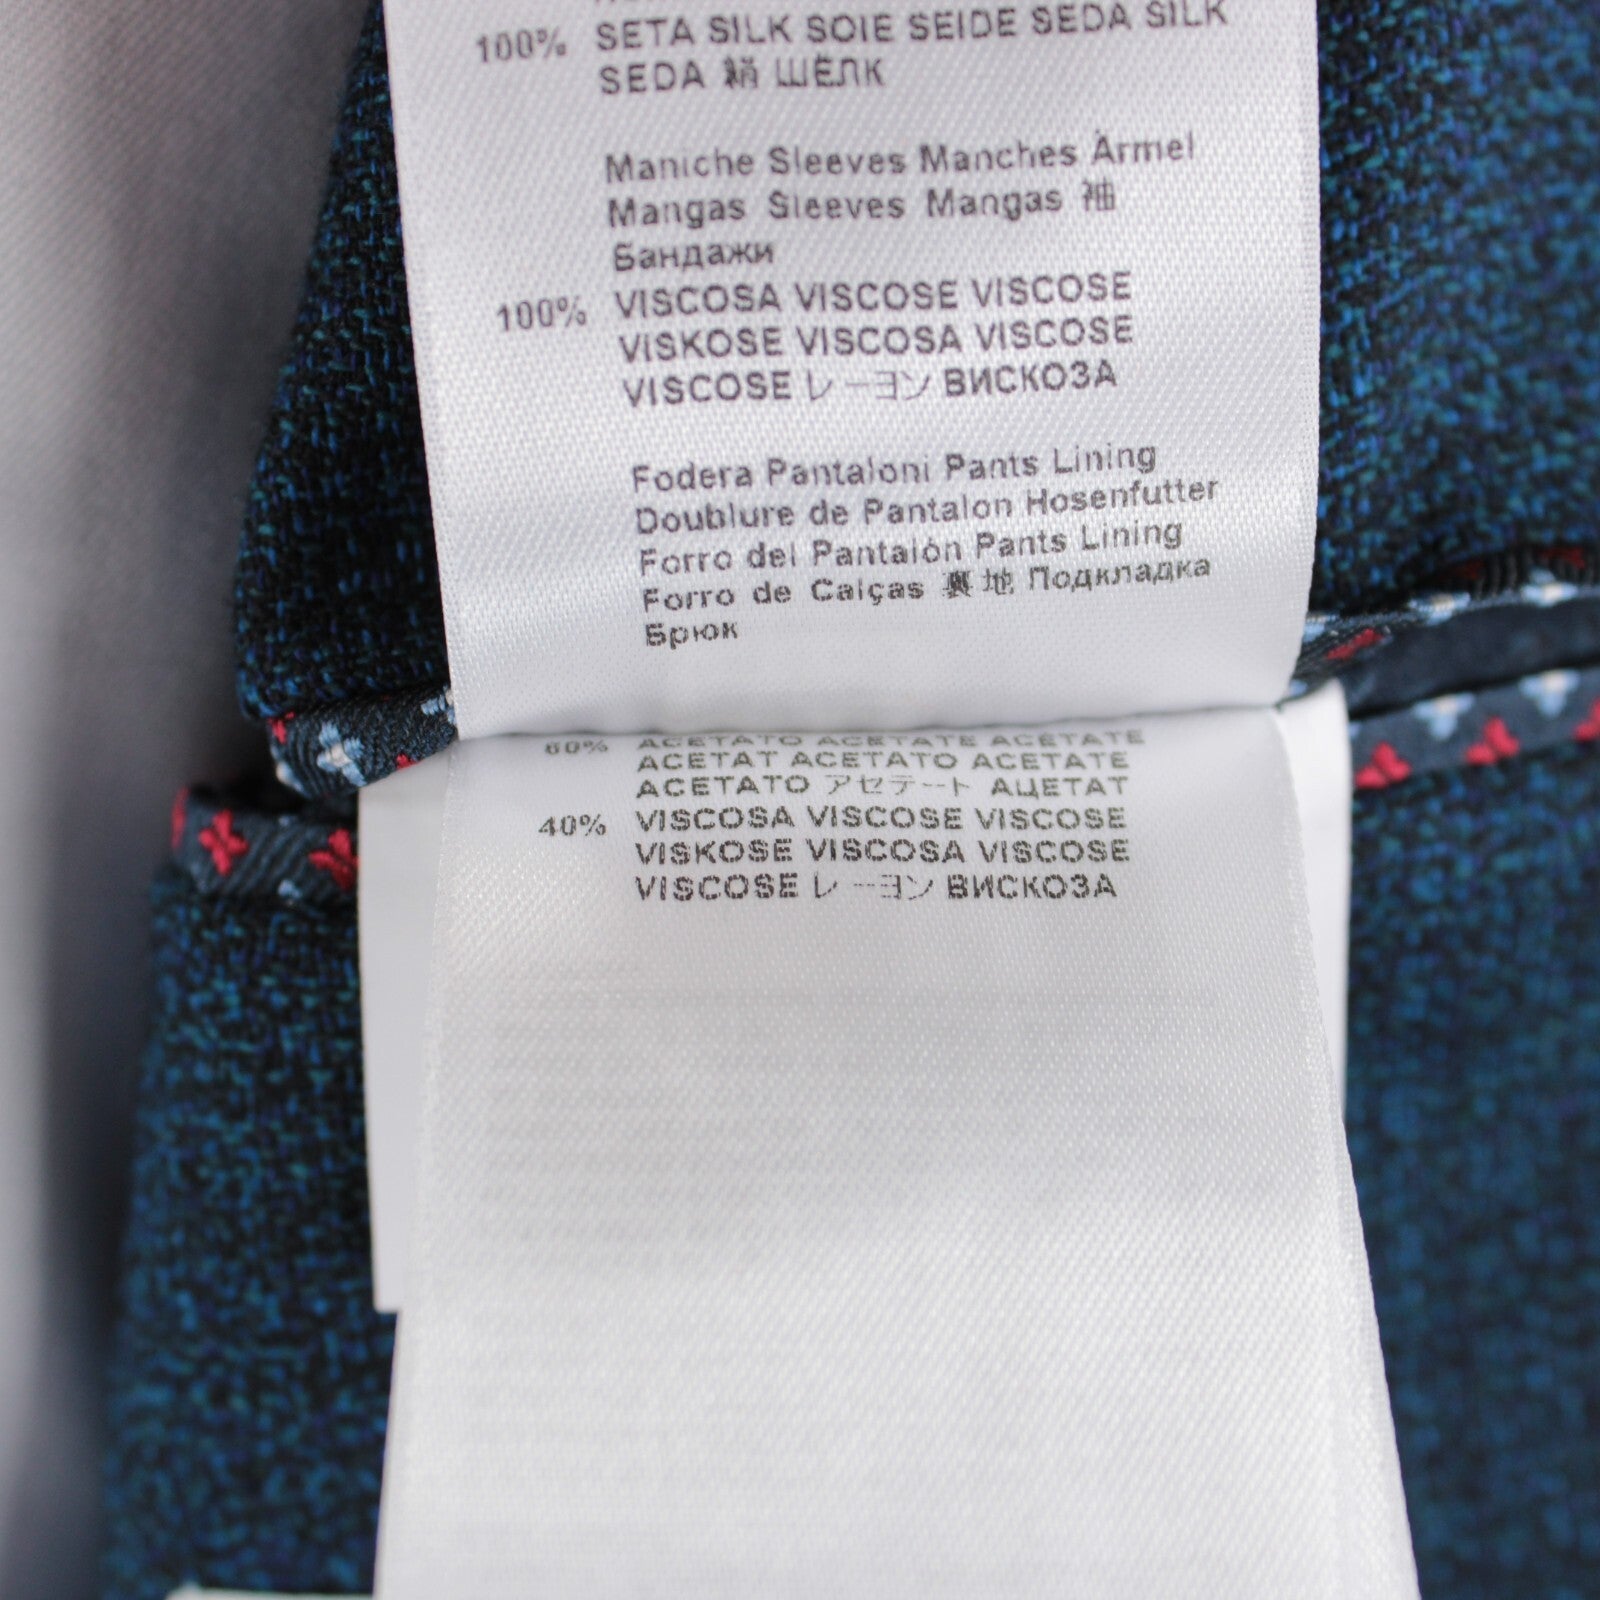 100% SETA SILK SOIE SEIDE SEDA SILK
SEDA 絹 ШЁЛК
Maniche Sleeves Manches Ärmel
Mangas Sleeves Mangas 袖
Бандажи
100% VISCOSA VISCOSE VISCOSE
VISKOSE VISCOSA VISCOSE
VISCOSE レーヨン ВИСКОЗА
Fodera Pantaloni Pants Lining
Doublure de Pantalon Hosenfutter
Forro del Pantalón Pants Lining
Forro de Calças 裏地 Подкладка
Брюк
60% ACETATO ACETATE ACETATE
ACETAT ACETATO ACETATE
ACETATO アセテート АЦЕТАТ
40% VISCOSA VISCOSE VISCOSE
VISKOSE VISCOSA VISCOSE
VISCOSE レーヨン ВИСКОЗА